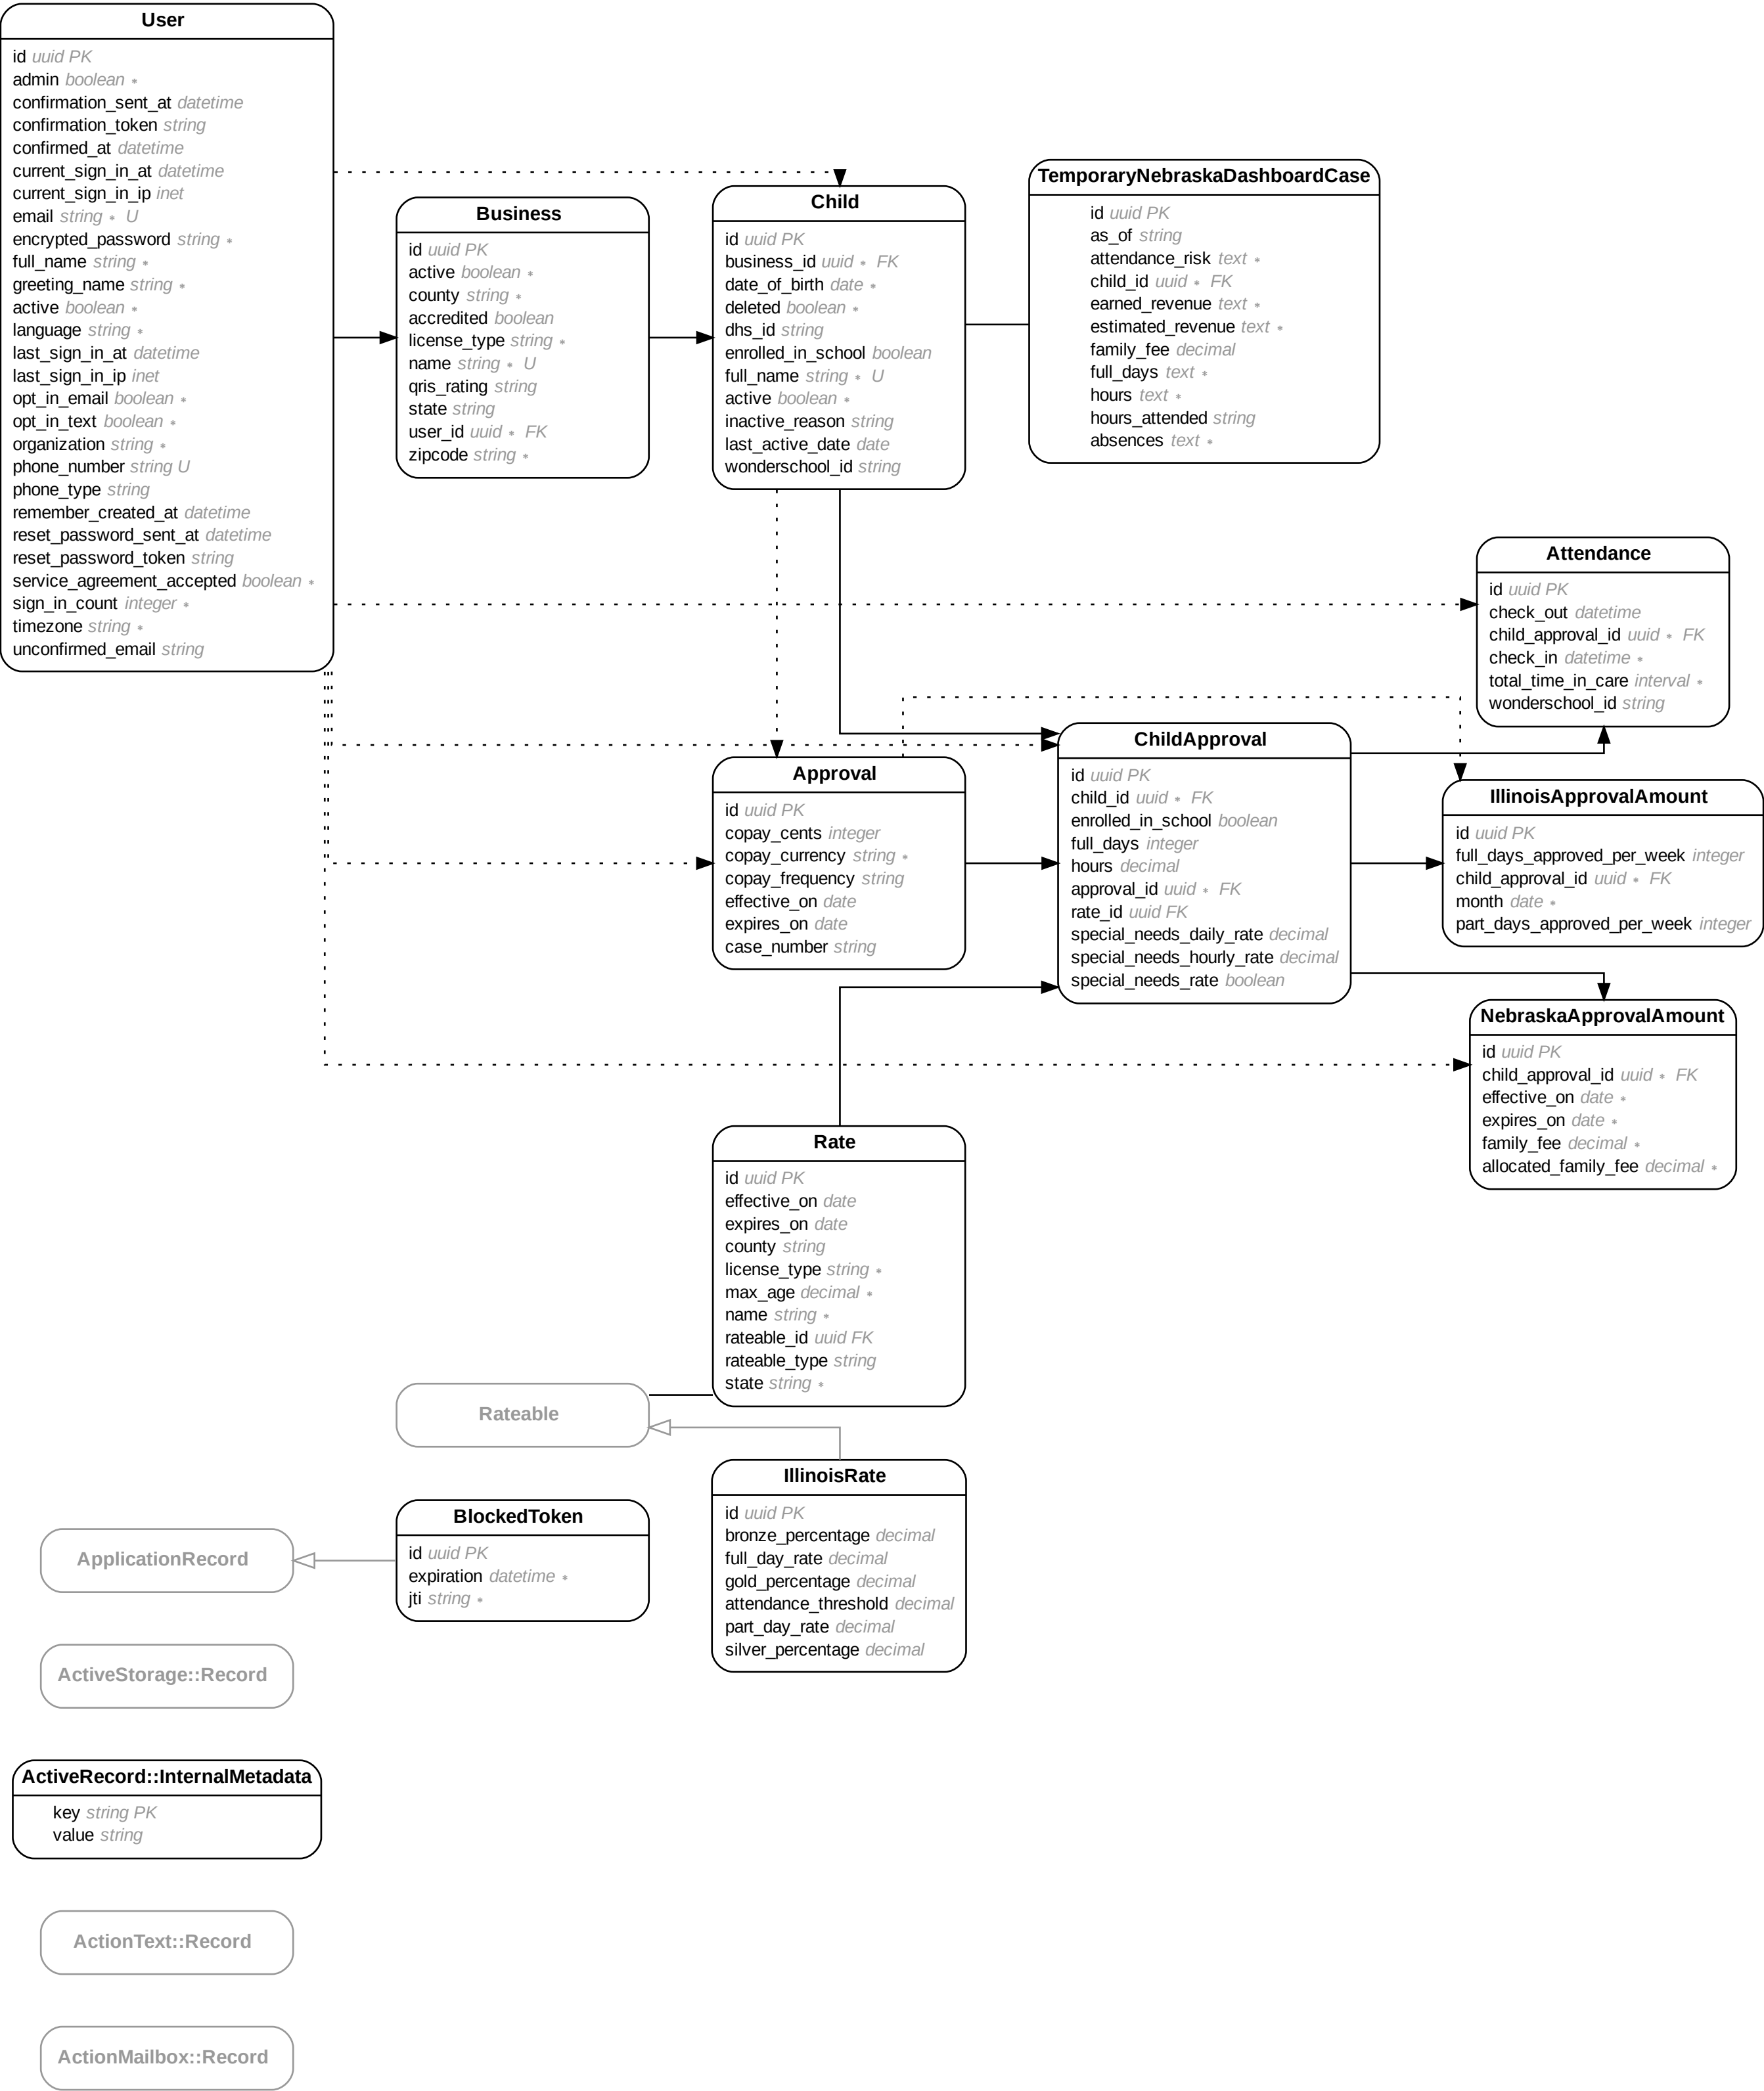 User
id uuid PK
admin boolean *
confirmation_sent_at datetime
confirmation_token string
confirmed_at datetime
current_sign_in_at datetime
current_sign_in_ip inet
email string * U
encrypted_password string *
full_name string *
greeting_name string *
active boolean *
language string *
last_sign_in_at datetime
last_sign_in_ip inet
opt_in_email boolean *
opt_in_text boolean *
organization string *
phone_number string U
phone_type string
remember_created_at datetime
reset_password_sent_at datetime
reset_password_token string
service_agreement_accepted boolean *
sign_in_count integer *
timezone string *
unconfirmed_email string
Business
id uuid PK
active boolean *
county string *
accredited boolean
license_type string *
name string * U
qris_rating string
state string
user_id uuid * FK
zipcode string *
Child
id uuid PK
business_id uuid * FK
date_of_birth date *
deleted boolean *
dhs_id string
enrolled_in_school boolean
full_name string * U
active boolean *
inactive_reason string
last_active_date date
wonderschool_id string
TemporaryNebraskaDashboardCase
id uuid PK
as_of string
attendance_risk text *
child_id uuid * FK
earned_revenue text *
estimated_revenue text *
family_fee decimal
full_days text *
hours text *
hours_attended string
absences text *
Attendance
id uuid PK
check_out datetime
child_approval_id uuid * FK
check_in datetime *
total_time_in_care interval *
wonderschool_id string
Approval
id uuid PK
copay_cents integer
copay_currency string *
copay_frequency string
effective_on date
expires_on date
case_number string
ChildApproval
id uuid PK
child_id uuid * FK
enrolled_in_school boolean
full_days integer
hours decimal
approval_id uuid * FK
rate_id uuid FK
special_needs_daily_rate decimal
special_needs_hourly_rate decimal
special_needs_rate boolean
IllinoisApprovalAmount
id uuid PK
full_days_approved_per_week integer
child_approval_id uuid * FK
month date *
part_days_approved_per_week integer
NebraskaApprovalAmount
id uuid PK
child_approval_id uuid * FK
effective_on date *
expires_on date *
family_fee decimal *
allocated_family_fee decimal *
Rate
id uuid PK
effective_on date
expires_on date
county string
license_type string *
max_age decimal *
name string *
rateable_id uuid FK
rateable_type string
state string *
Rateable
IllinoisRate
id uuid PK
bronze_percentage decimal
full_day_rate decimal
gold_percentage decimal
attendance_threshold decimal
part_day_rate decimal
silver_percentage decimal
BlockedToken
id uuid PK
expiration datetime *
jti string *
ApplicationRecord
ActiveStorage::Record
ActiveRecord::InternalMetadata
key string PK
value string
ActionText::Record
ActionMailbox::Record